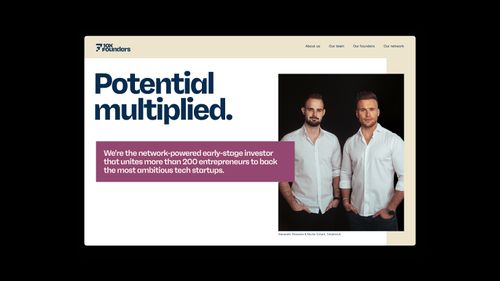 10X
Founders
About us
Our team
Our founders
Our network
Potential
multiplied.
We're the network-powered early-stage investor
that unites more than 200 entrepreneurs to back
the most ambitious tech startups.